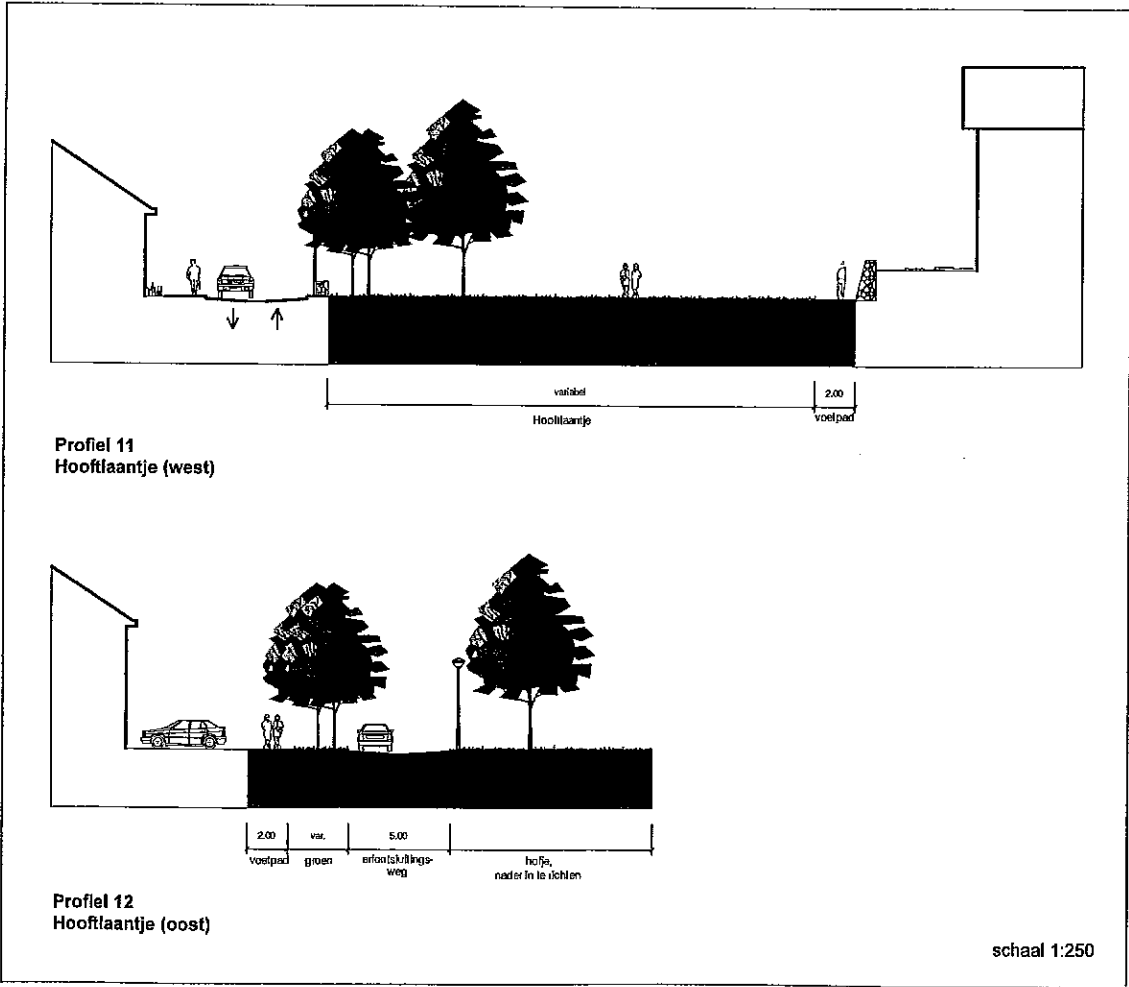 variabel
2.00
Hooftlaantje
voetpad
Profiel 11
Hooftlaantje (west)
2.00
var.
5.00
voetpad
groen
erfontsluitings-
weg
hofje,
nader in te richten
Profiel 12
Hooftlaantje (oost)
schaal 1:250